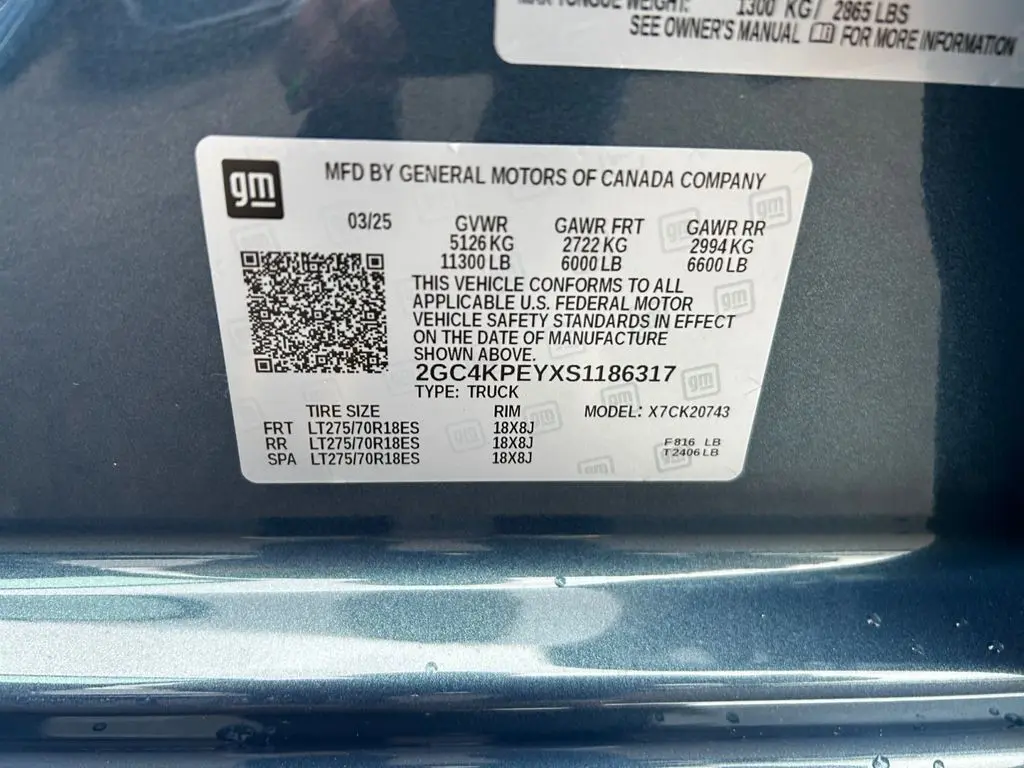 MAX TONGUE WEIGHT: 1300 KG/ 2865 LBS
SEE OWNER'S MANUAL FOR MORE INFORMATION
gm
MFD BY GENERAL MOTORS OF CANADA COMPANY
03/25 GVWR GAWR FRT GAWR RR
5126 KG 2722 KG 2994 KG
11300 LB 6000 LB 6600 LB
THIS VEHICLE CONFORMS TO ALL
APPLICABLE U.S. FEDERAL MOTOR
VEHICLE SAFETY STANDARDS IN EFFECT
ON THE DATE OF MANUFACTURE
SHOWN ABOVE.
2GC4KPEYXS1186317
TYPE: TRUCK
TIRE SIZE RIM MODEL: X7CK20743
FRT LT275/70R18ES 18X8J
RR LT275/70R18ES 18X8J F816 LB
SPA LT275/70R18ES 18X8J T2406 LB